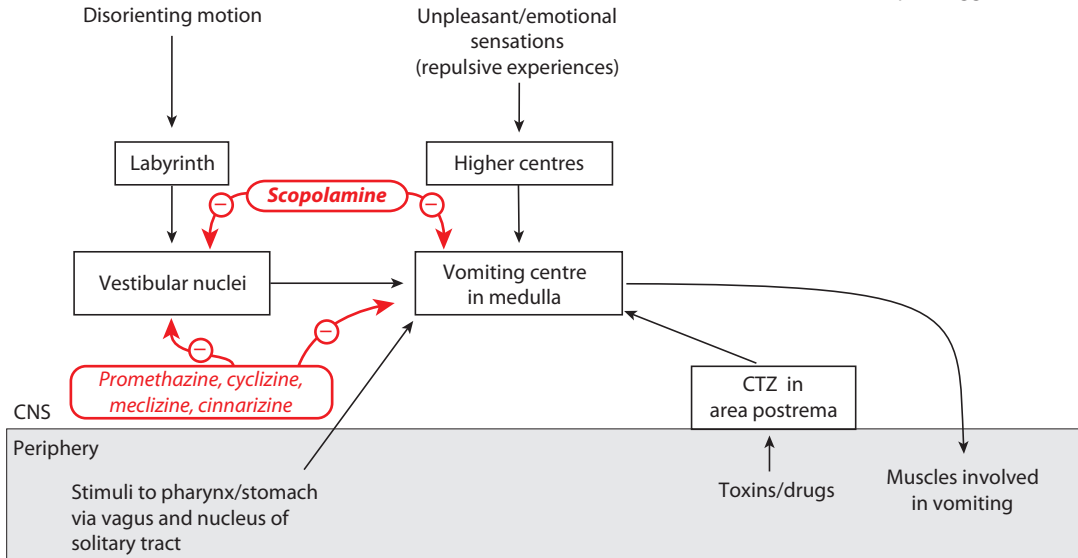 Disorienting motion
Unpleasant/emotional
sensations
(repulsive experiences)
Labyrinth
Higher centres
Scopolamine
−
−
Vestibular nuclei
Vomiting centre
in medulla
−
−
Promethazine, cyclizine,
meclizine, cinnarizine
CTZ in
area postrema
CNS
Periphery
Stimuli to pharynx/stomach
via vagus and nucleus of
solitary tract
Toxins/drugs
Muscles involved
in vomiting